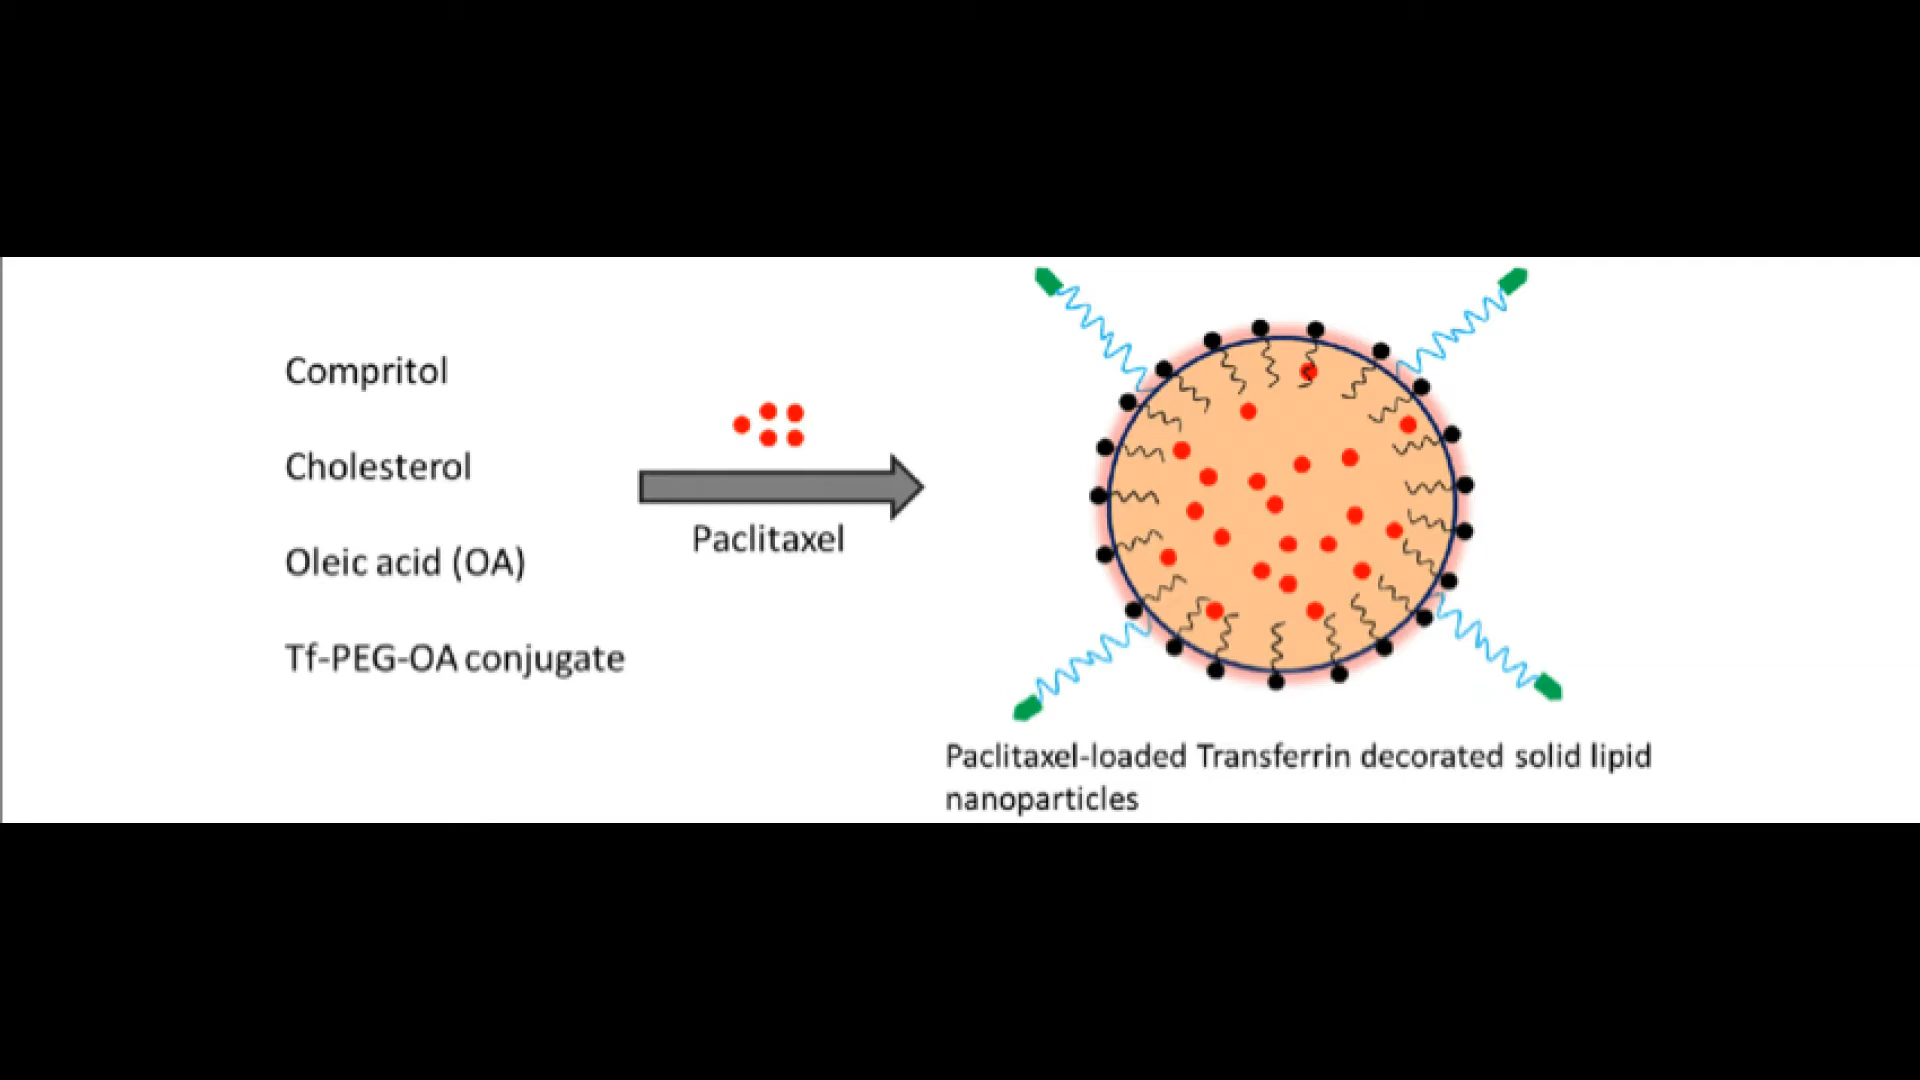 Compritol
Cholesterol
Oleic acid (OA)
Tf-PEG-OA conjugate
Paclitaxel
Paclitaxel-loaded Transferrin decorated solid lipid
nanoparticles